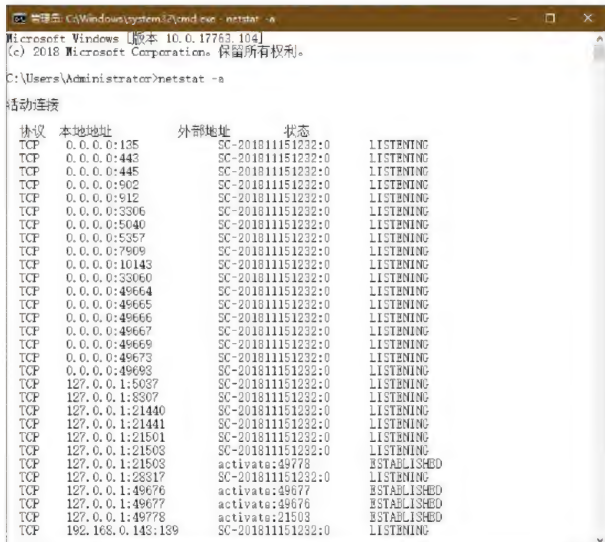 管理员: C:\Windows\system32\cmd.exe - netstat -a
Microsoft Windows [版本 10.0.17763.104]
(c) 2018 Microsoft Corporation。保留所有权利。
C:\Users\Administrator>netstat -a
活动连接
协议 本地地址 外部地址 状态
TCP 0.0.0.0:135 SC-201811151232:0 LISTENING
TCP 0.0.0.0:443 SC-201811151232:0 LISTENING
TCP 0.0.0.0:445 SC-201811151232:0 LISTENING
TCP 0.0.0.0:902 SC-201811151232:0 LISTENING
TCP 0.0.0.0:912 SC-201811151232:0 LISTENING
TCP 0.0.0.0:3306 SC-201811151232:0 LISTENING
TCP 0.0.0.0:5040 SC-201811151232:0 LISTENING
TCP 0.0.0.0:5357 SC-201811151232:0 LISTENING
TCP 0.0.0.0:7909 SC-201811151232:0 LISTENING
TCP 0.0.0.0:10143 SC-201811151232:0 LISTENING
TCP 0.0.0.0:33060 SC-201811151232:0 LISTENING
TCP 0.0.0.0:49664 SC-201811151232:0 LISTENING
TCP 0.0.0.0:49665 SC-201811151232:0 LISTENING
TCP 0.0.0.0:49666 SC-201811151232:0 LISTENING
TCP 0.0.0.0:49667 SC-201811151232:0 LISTENING
TCP 0.0.0.0:49669 SC-201811151232:0 LISTENING
TCP 0.0.0.0:49673 SC-201811151232:0 LISTENING
TCP 0.0.0.0:49693 SC-201811151232:0 LISTENING
TCP 127.0.0.1:5037 SC-201811151232:0 LISTENING
TCP 127.0.0.1:8307 SC-201811151232:0 LISTENING
TCP 127.0.0.1:21440 SC-201811151232:0 LISTENING
TCP 127.0.0.1:21441 SC-201811151232:0 LISTENING
TCP 127.0.0.1:21501 SC-201811151232:0 LISTENING
TCP 127.0.0.1:21503 SC-201811151232:0 LISTENING
TCP 127.0.0.1:21503 activate:49778 ESTABLISHED
TCP 127.0.0.1:28317 SC-201811151232:0 LISTENING
TCP 127.0.0.1:49676 activate:49677 ESTABLISHED
TCP 127.0.0.1:49677 activate:49676 ESTABLISHED
TCP 127.0.0.1:49778 activate:21503 ESTABLISHED
TCP 192.168.0.143:139 SC-201811151232:0 LISTENING